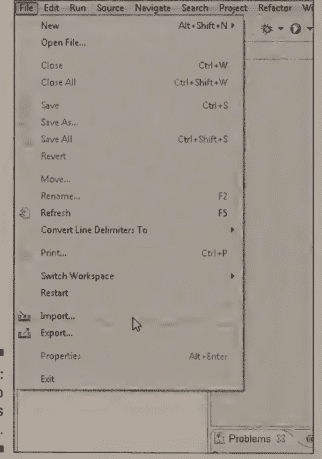 File Edit Run Source Navigate Search Project Refactor
New Alt+Shift+N
Open File...
Close Ctrl+W
Close All Ctrl+Shift+W
Save Ctrl+S
Save As...
Save All Ctrl+Shift+S
Revert
Move...
Rename... F2
Refresh F5
Convert Line Delimiters To
Print... Ctrl+P
Switch Workspace
Restart
Import...
Export...
Properties Alt+Enter
Exit
Problems